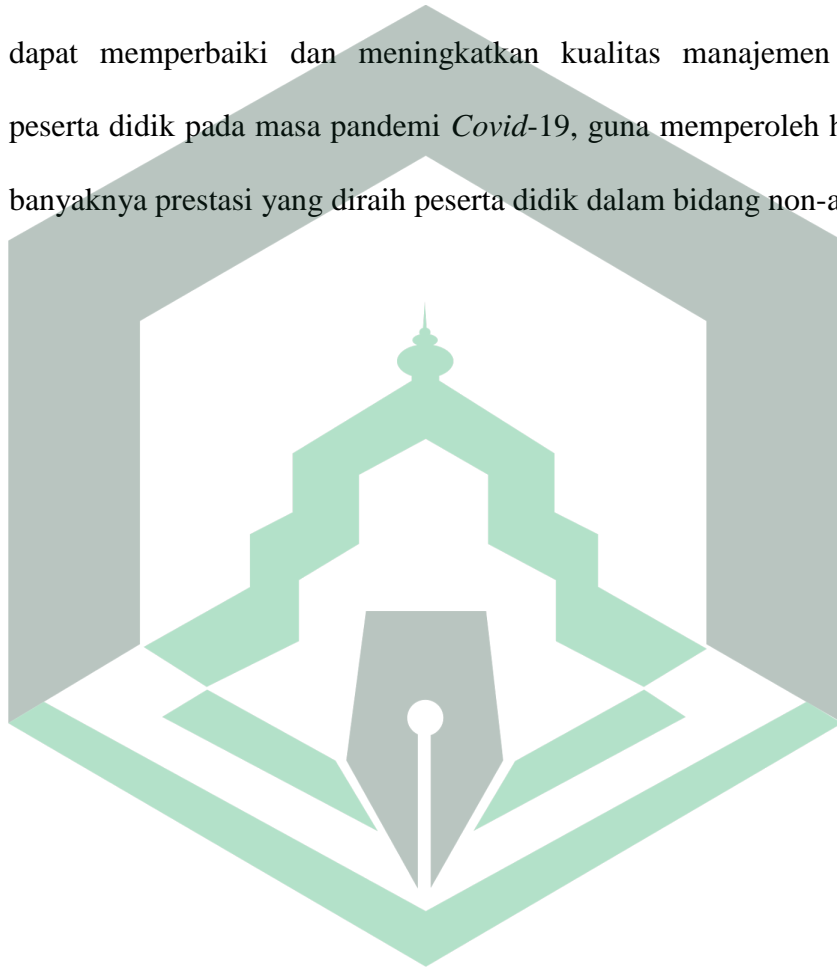 dapat memperbaiki dan meningkatkan kualitas manajemen
peserta didik pada masa pandemi Covid-19, guna memperoleh
banyaknya prestasi yang diraih peserta didik dalam bidang non-a